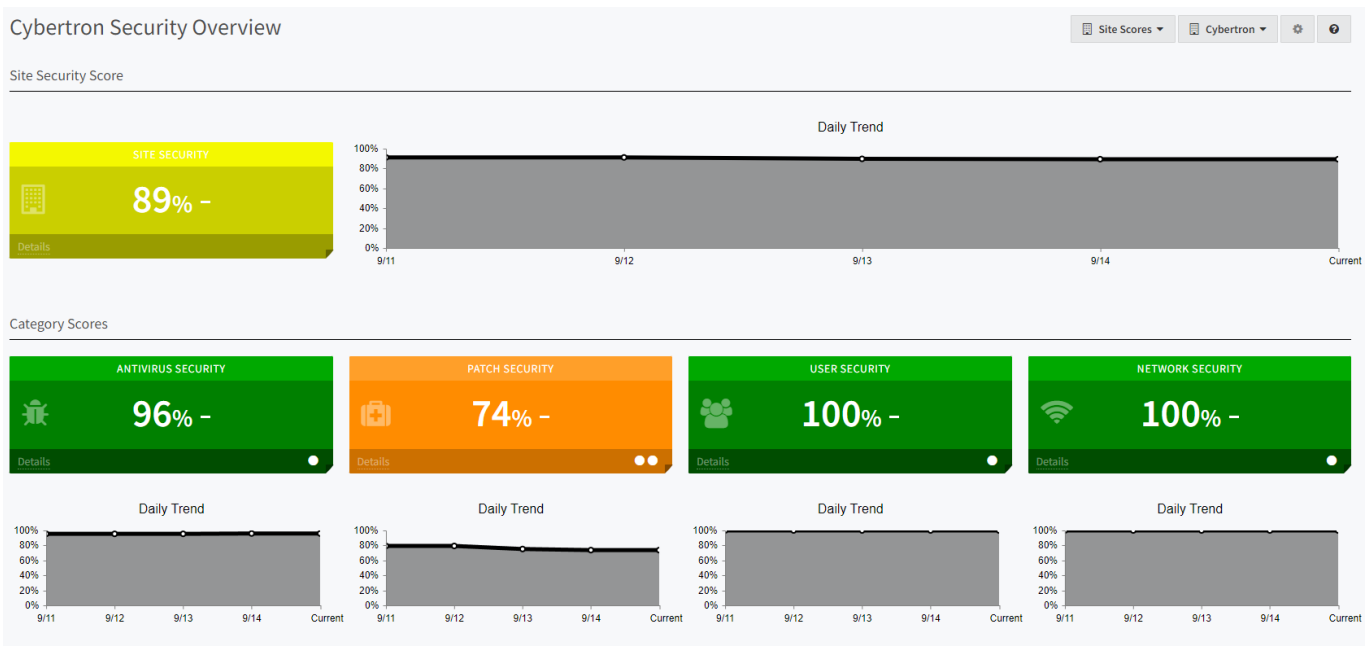 Cybertron Security Overview
Site Scores
Cybertron
Site Security Score
SITE SECURITY
89% –
Details
Daily Trend
100%
80%
60%
40%
20%
0%
9/11 9/12 9/13 9/14 Current
Category Scores
ANTIVIRUS SECURITY
96% –
Details
PATCH SECURITY
74% –
Details
USER SECURITY
100% –
Details
NETWORK SECURITY
100% –
Details
Daily Trend
100%
80%
60%
40%
20%
0%
9/11 9/12 9/13 9/14 Current
Daily Trend
100%
80%
60%
40%
20%
0%
9/11 9/12 9/13 9/14 Current
Daily Trend
100%
80%
60%
40%
20%
0%
9/11 9/12 9/13 9/14 Current
Daily Trend
100%
80%
60%
40%
20%
0%
9/11 9/12 9/13 9/14 Current